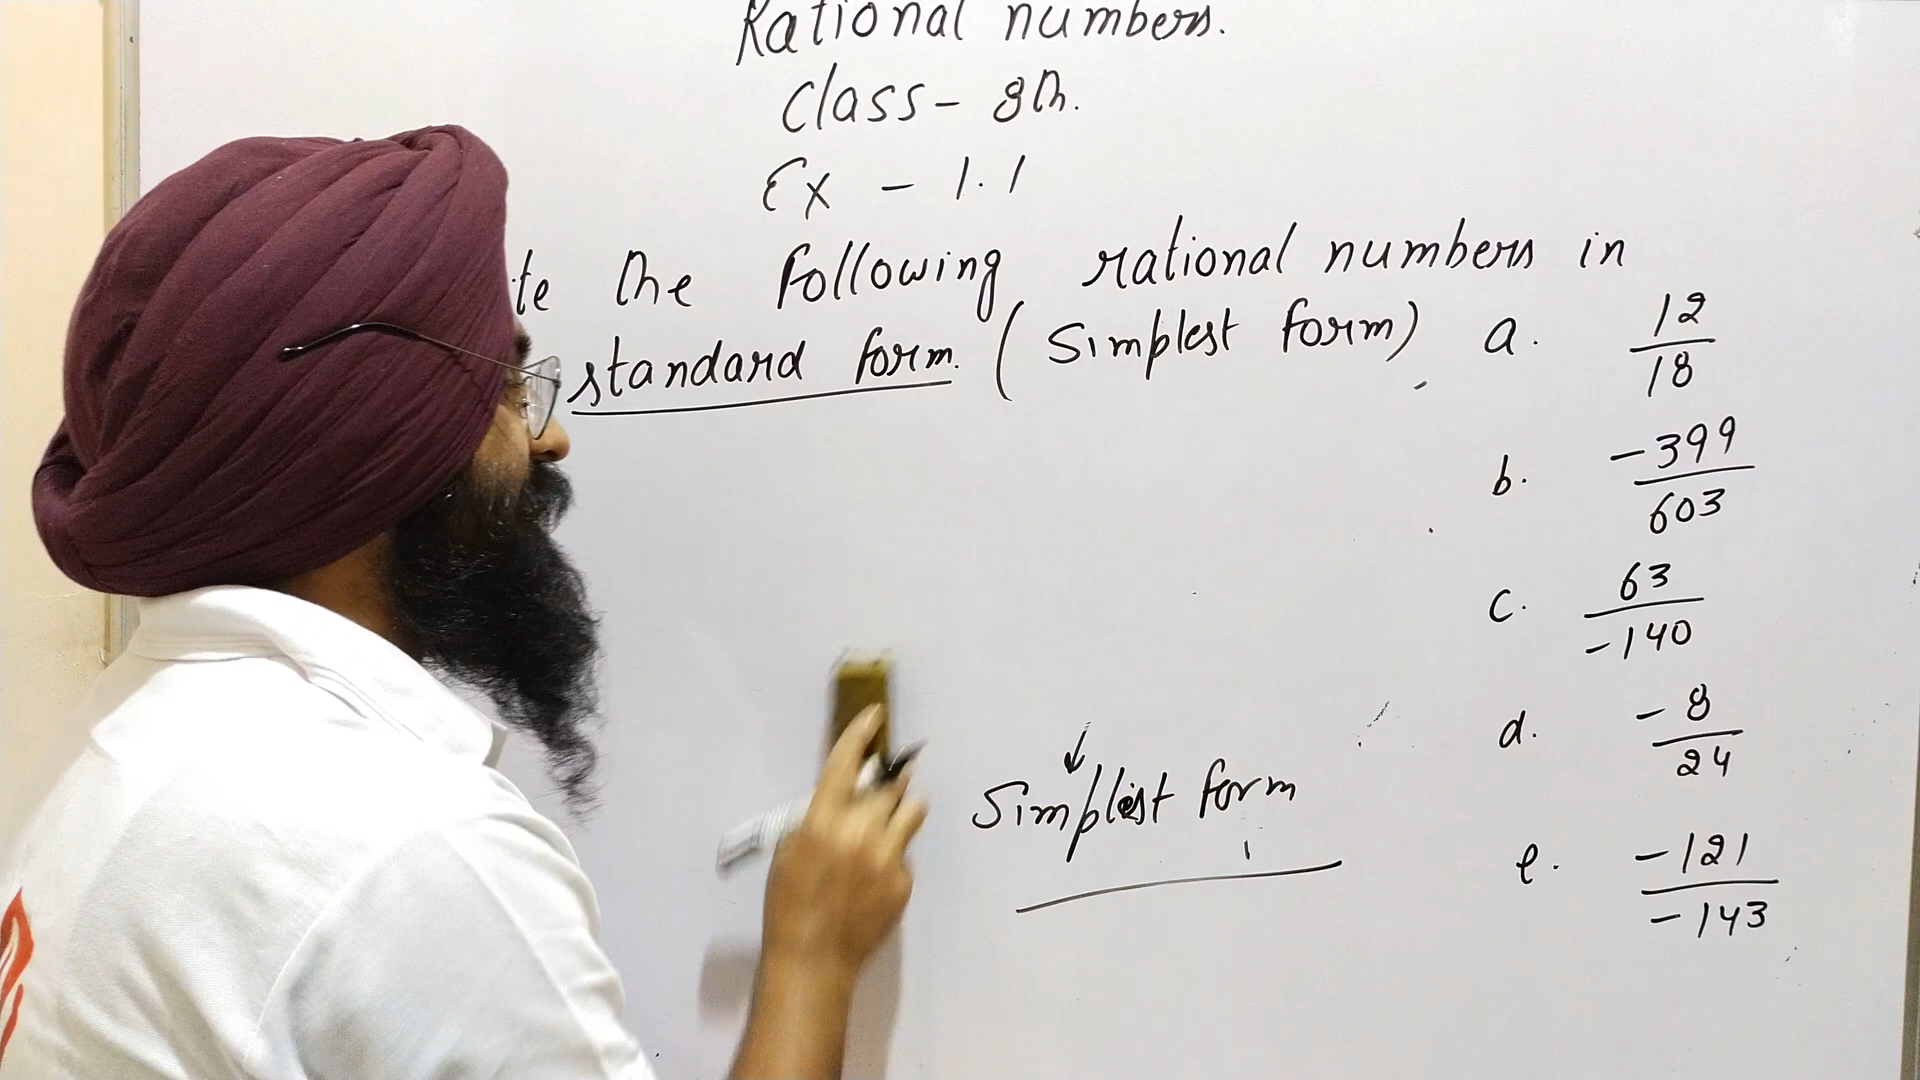 Rational numbers.
Class - 8th.
Ex - 1.1
te the following rational numbers in
standard form. (Simplest form)
a. 12/18
b. -399/603
c. 63/-140
d. -8/24
e. -121/-143
↓
Simplest form